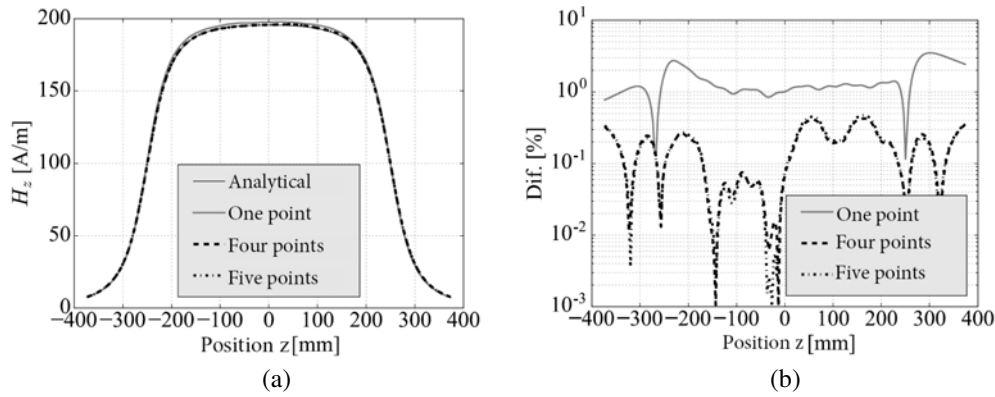 200
150
100
50
0
H_z [A/m]
Analytical
One point
Four points
Five points
−400 −300 −200 −100 0 100 200 300 400
Position z [mm]
(a)
10^1
10^0
10^-1
10^-2
10^-3
Dif. [%]
One point
Four points
Five points
−400 −300 −200 −100 0 100 200 300 400
Position z [mm]
(b)